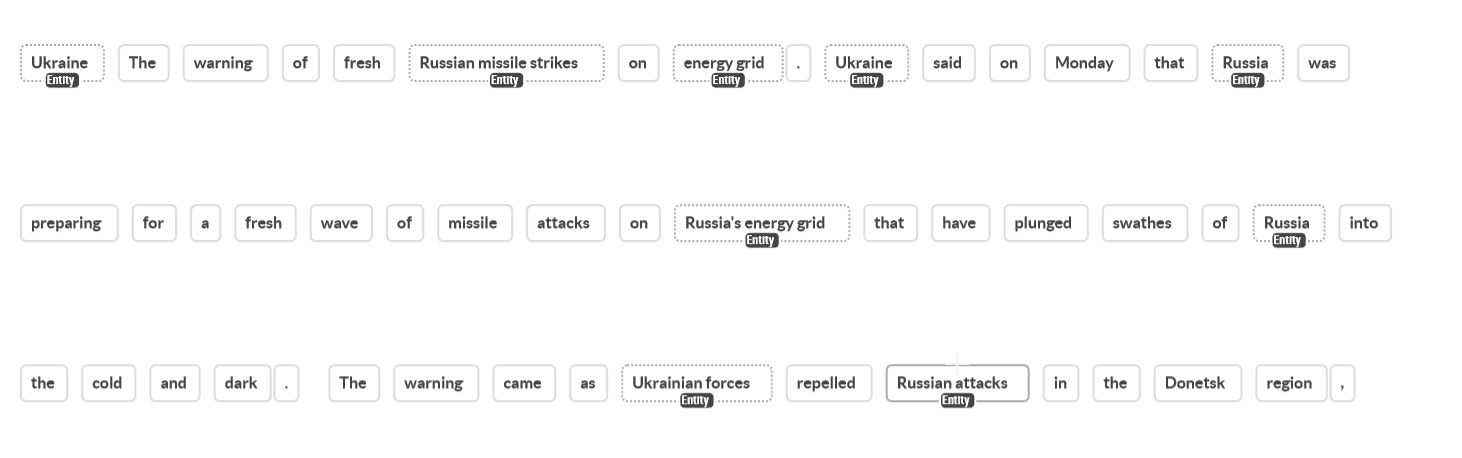 Ukraine The warning of fresh Russian missile strikes on energy grid . Ukraine said on Monday that Russia was
Entity Entity Entity Entity Entity
preparing for a fresh wave of missile attacks on Russia's energy grid that have plunged swathes of Russia into
Entity Entity
the cold and dark . The warning came as Ukrainian forces repelled Russian attacks in the Donetsk region ,
Entity Entity